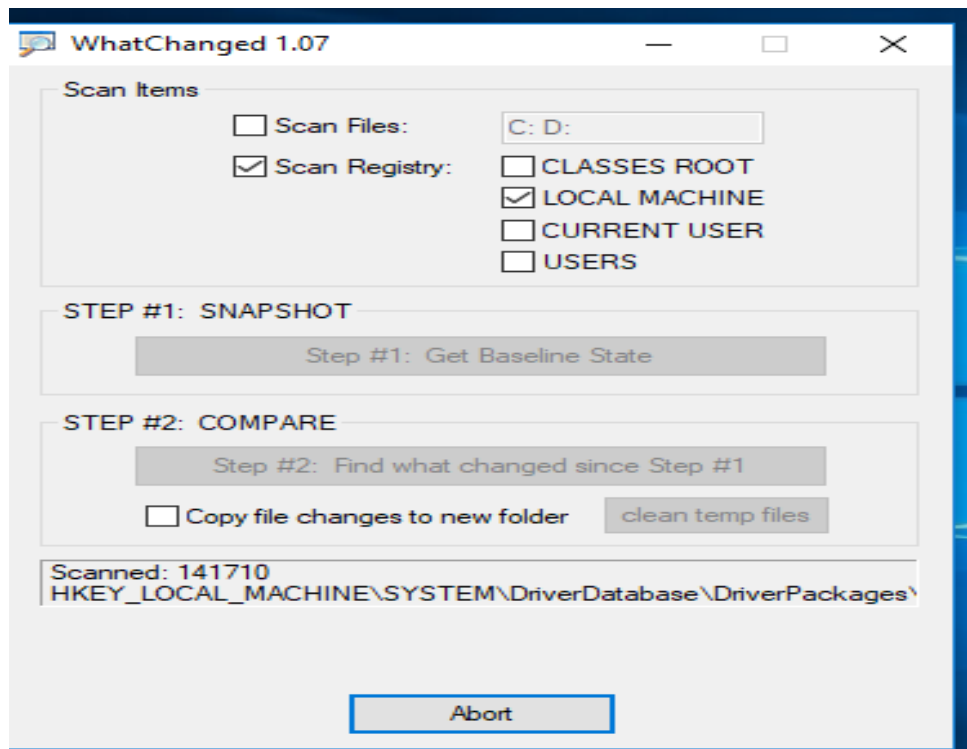 WhatChanged 1.07
Scan Items
Scan Files: C: D:
Scan Registry: CLASSES ROOT
LOCAL MACHINE
CURRENT USER
USERS
STEP #1: SNAPSHOT
Step #1: Get Baseline State
STEP #2: COMPARE
Step #2: Find what changed since Step #1
Copy file changes to new folder clean temp files
Scanned: 141710
HKEY_LOCAL_MACHINE\SYSTEM\DriverDatabase\DriverPackages\
Abort